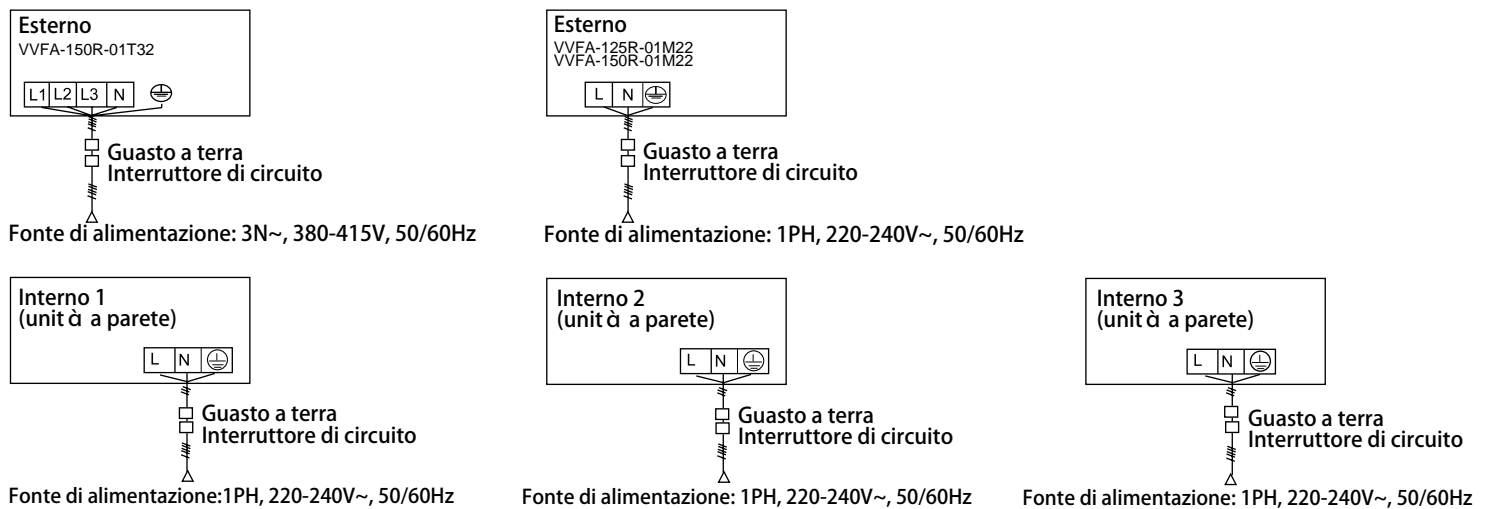 Esterno
VVFA-150R-01T32
L1 L2 L3 N
Guasto a terra
Interruttore di circuito
Fonte di alimentazione: 3N~, 380-415V, 50/60Hz
Esterno
VVFA-125R-01M22
VVFA-150R-01M22
L N
Guasto a terra
Interruttore di circuito
Fonte di alimentazione: 1PH, 220-240V~, 50/60Hz
Interno 1
(unit à a parete)
L N
Guasto a terra
Interruttore di circuito
Fonte di alimentazione:1PH, 220-240V~, 50/60Hz
Interno 2
(unit à a parete)
L N
Guasto a terra
Interruttore di circuito
Fonte di alimentazione: 1PH, 220-240V~, 50/60Hz
Interno 3
(unit à a parete)
L N
Guasto a terra
Interruttore di circuito
Fonte di alimentazione: 1PH, 220-240V~, 50/60Hz